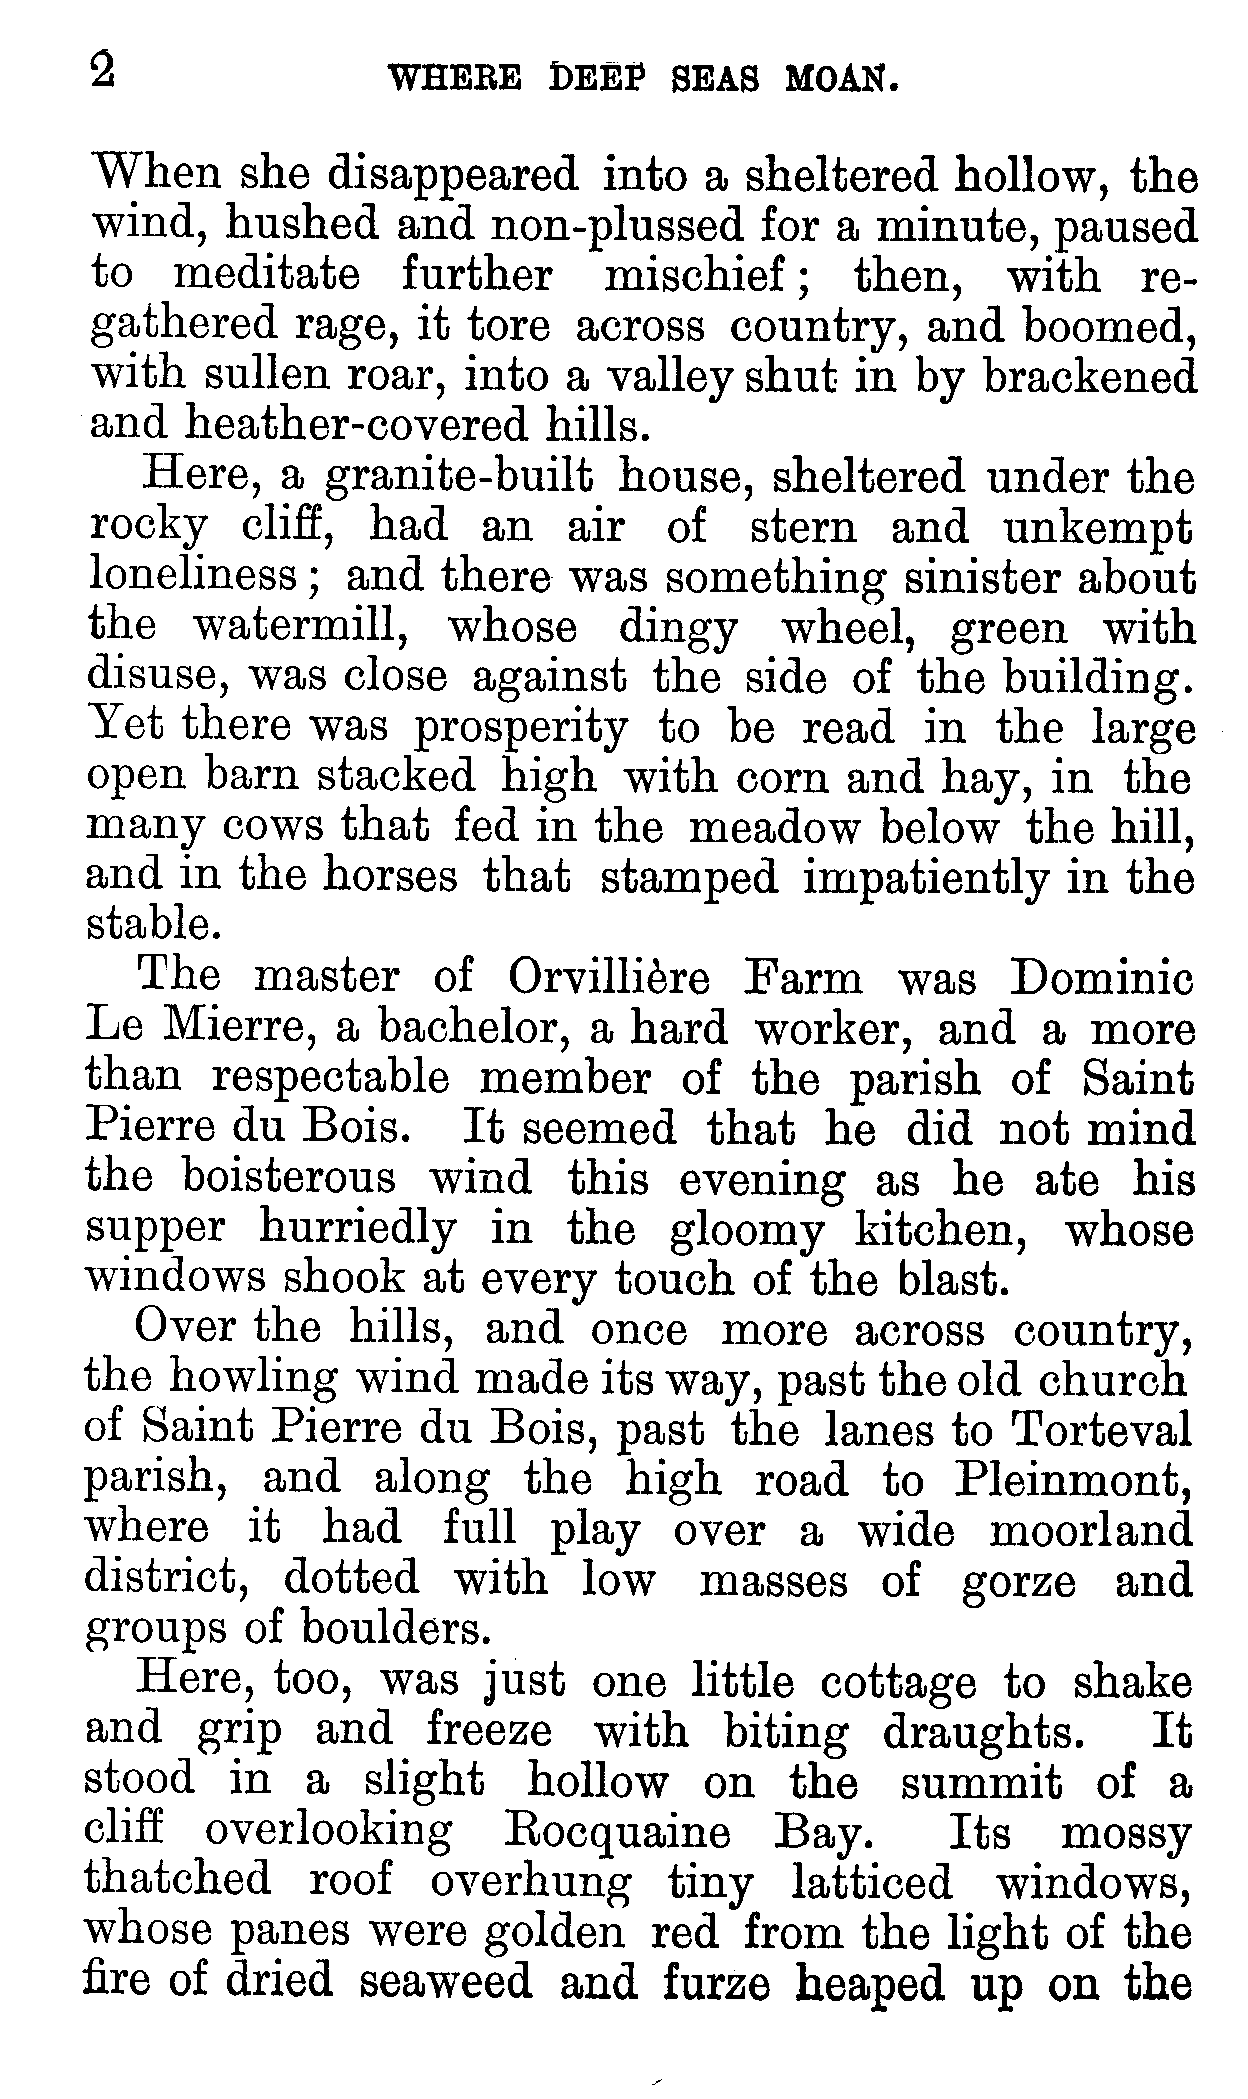 2
WHERE DEEP SEAS MOAN.
When she disappeared into a sheltered hollow, the
wind, hushed and non-plussed for a minute, paused
to meditate further mischief; then, with re-
gathered rage, it tore across country, and boomed,
with sullen roar, into a valley shut in by brackened
and heather-covered hills.
Here, a granite-built house, sheltered under the
rocky cliff, had an air of stern and unkempt
loneliness; and there was something sinister about
the watermill, whose dingy wheel, green with
disuse, was close against the side of the building.
Yet there was prosperity to be read in the large
open barn stacked high with corn and hay, in the
many cows that fed in the meadow below the hill,
and in the horses that stamped impatiently in the
stable.
The master of Orvillière Farm was Dominic
Le Mierre, a bachelor, a hard worker, and a more
than respectable member of the parish of Saint
Pierre du Bois. It seemed that he did not mind
the boisterous wind this evening as he ate his
supper hurriedly in the gloomy kitchen, whose
windows shook at every touch of the blast.
Over the hills, and once more across country,
the howling wind made its way, past the old church
of Saint Pierre du Bois, past the lanes to Torteval
parish, and along the high road to Pleinmont,
where it had full play over a wide moorland
district, dotted with low masses of gorze and
groups of boulders.
Here, too, was just one little cottage to shake
and grip and freeze with biting draughts. It
stood in a slight hollow on the summit of a
cliff overlooking Rocquaine Bay. Its mossy
thatched roof overhung tiny latticed windows,
whose panes were golden red from the light of the
fire of dried seaweed and furze heaped up on the